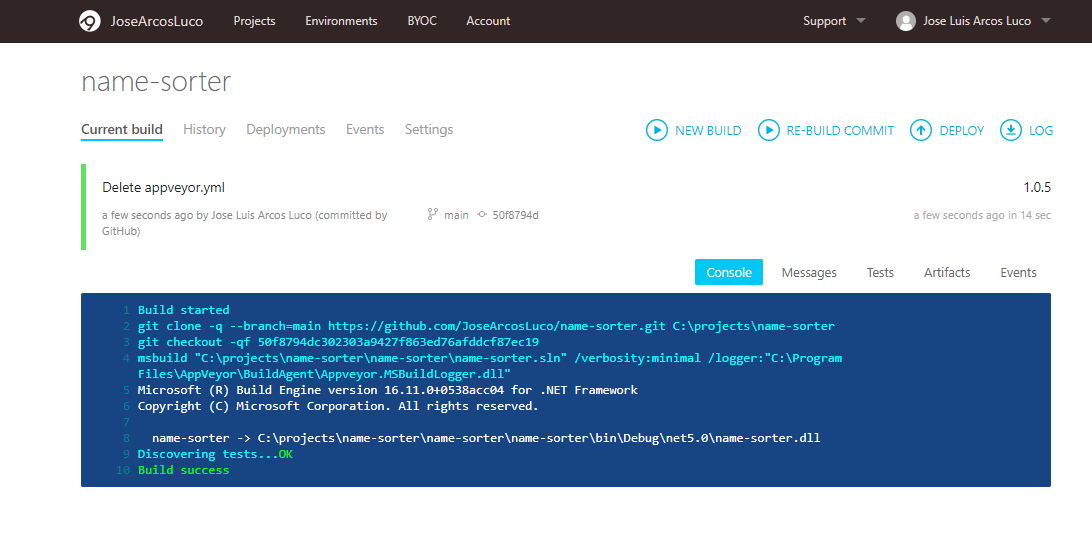 JoseArcosLuco Projects Environments BYOC Account Support Jose Luis Arcos Luco
name-sorter
Current build History Deployments Events Settings NEW BUILD RE-BUILD COMMIT DEPLOY LOG
Delete appveyor.yml 1.0.5
a few seconds ago by Jose Luis Arcos Luco (committed by GitHub) main 50f8794d a few seconds ago in 14 sec
Console Messages Tests Artifacts Events
1 Build started
2 git clone -q --branch=main https://github.com/JoseArcosLuco/name-sorter.git C:\projects\name-sorter
3 git checkout -qf 50f8794dc302303a9427f863ed76afddcf87ec19
4 msbuild "C:\projects\name-sorter\name-sorter\name-sorter.sln" /verbosity:minimal /logger:"C:\Program
Files\AppVeyor\BuildAgent\Appveyor.MSBuildLogger.dll"
5 Microsoft (R) Build Engine version 16.11.0+0538acc04 for .NET Framework
6 Copyright (C) Microsoft Corporation. All rights reserved.
7
8 name-sorter -> C:\projects\name-sorter\name-sorter\name-sorter\bin\Debug\net5.0\name-sorter.dll
9 Discovering tests...OK
10 Build success